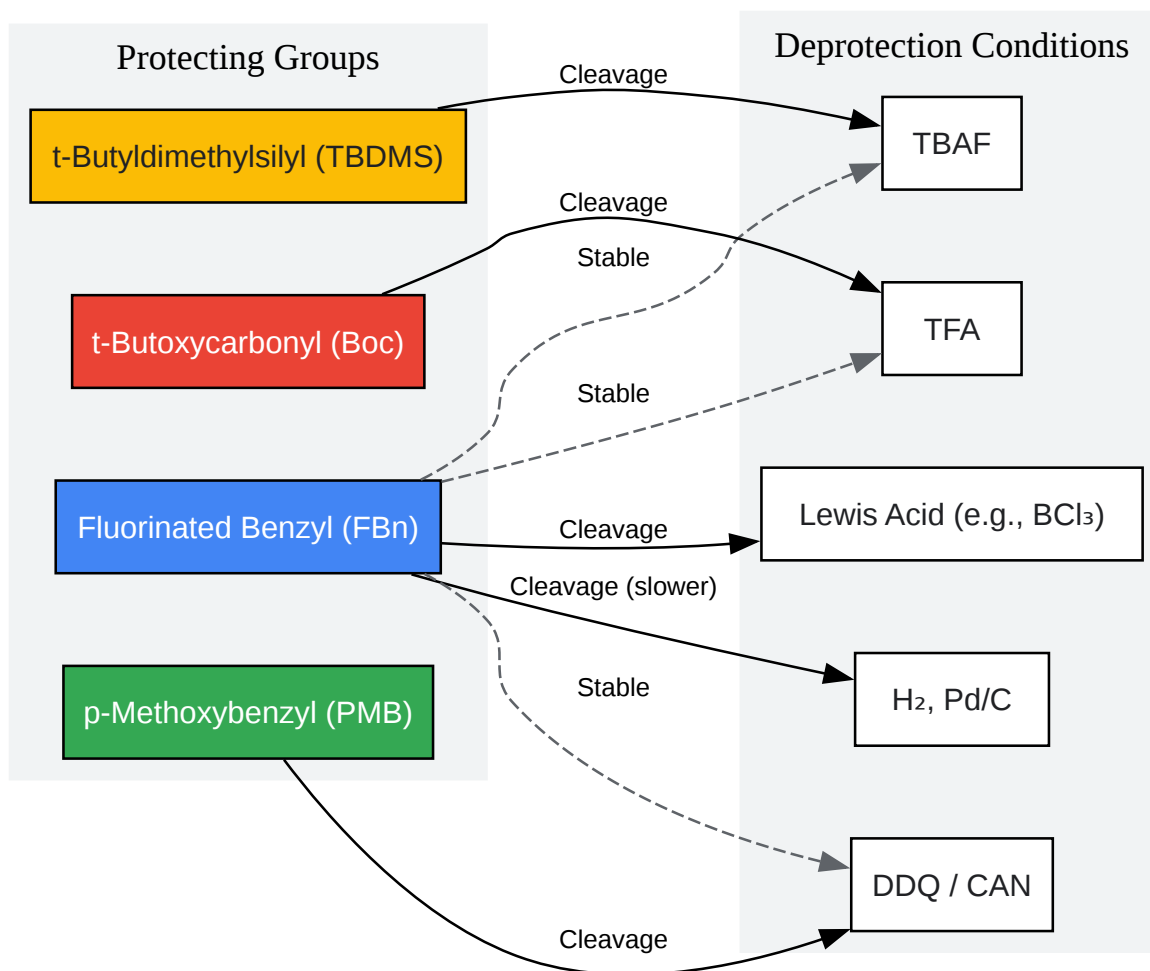 Protecting Groups
Deprotection Conditions
t-Butyldimethylsilyl (TBDMS)
t-Butoxycarbonyl (Boc)
Fluorinated Benzyl (FBn)
p-Methoxybenzyl (PMB)
Cleavage
Cleavage
Stable
Stable
Cleavage
Cleavage (slower)
Stable
Cleavage
TBAF
TFA
Lewis Acid (e.g., BCl₃)
H₂, Pd/C
DDQ / CAN